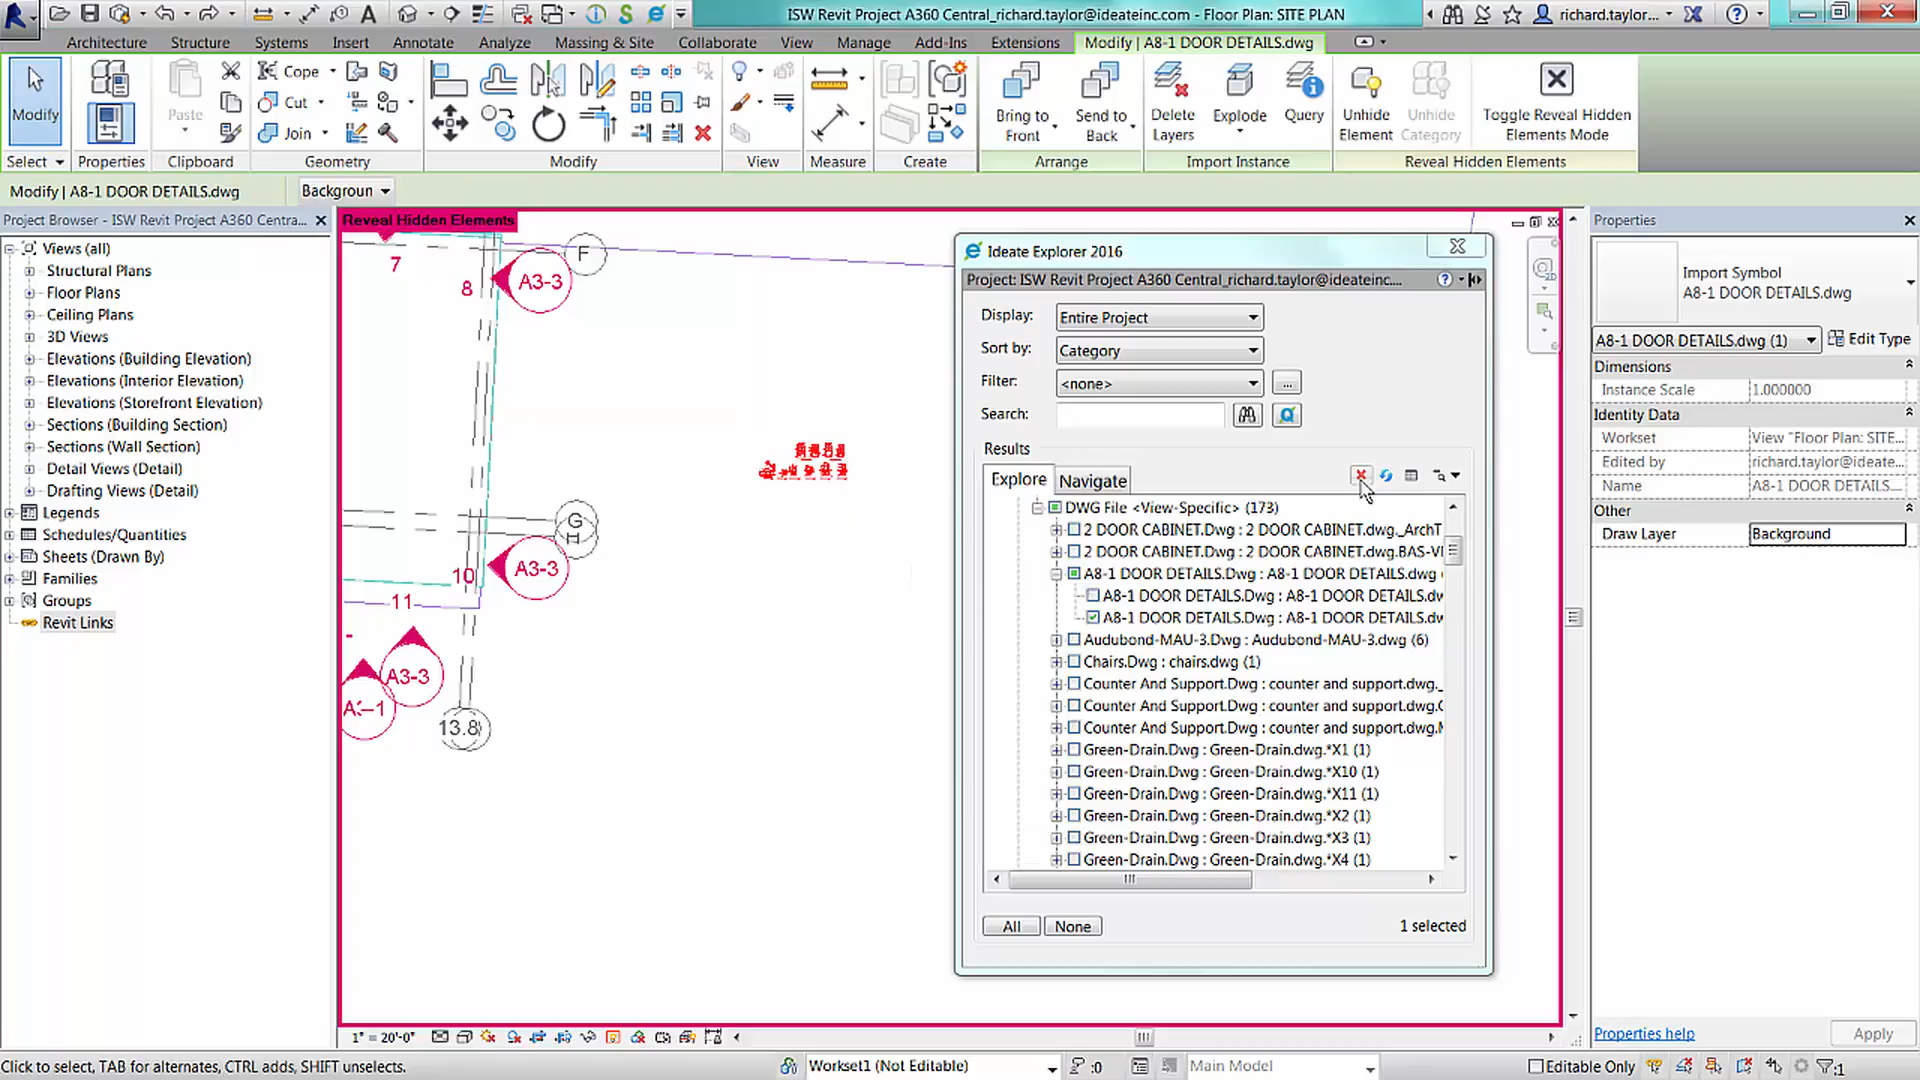 ISW Revit Project A360 Central_richard.taylor@ideateinc.com - Floor Plan: SITE PLAN
richard.taylor...
Architecture Structure Systems Insert Annotate Analyze Massing & Site Collaborate View Manage Add-Ins Extensions Modify | A8-1 DOOR DETAILS.dwg
Modify
Paste
Cope
Cut
Join
Bring to Front
Send to Back
Delete Layers
Explode
Query
Unhide Element
Unhide Category
Toggle Reveal Hidden Elements Mode
Select Properties Clipboard Geometry Modify View Measure Create Arrange Import Instance Reveal Hidden Elements
Modify | A8-1 DOOR DETAILS.dwg Backgroun
Project Browser - ISW Revit Project A360 Centra...
Views (all)
Structural Plans
Floor Plans
Ceiling Plans
3D Views
Elevations (Building Elevation)
Elevations (Interior Elevation)
Elevations (Storefront Elevation)
Sections (Building Section)
Sections (Wall Section)
Detail Views (Detail)
Drafting Views (Detail)
Legends
Schedules/Quantities
Sheets (Drawn By)
Families
Groups
Revit Links
Reveal Hidden Elements
7
8
A3-3
F
G
H
10
A3-3
11
A3-3
13.8
Ideate Explorer 2016
Project: ISW Revit Project A360 Central_richard.taylor@ideateinc....
Display: Entire Project
Sort by: Category
Filter: <none> ...
Search:
Results
Explore Navigate
DWG File <View-Specific> (173)
2 DOOR CABINET.Dwg : 2 DOOR CABINET.dwg._ArchT
2 DOOR CABINET.Dwg : 2 DOOR CABINET.dwg.BAS-VI
A8-1 DOOR DETAILS.Dwg : A8-1 DOOR DETAILS.dwg
A8-1 DOOR DETAILS.Dwg : A8-1 DOOR DETAILS.dw
A8-1 DOOR DETAILS.Dwg : A8-1 DOOR DETAILS.dw
Audubond-MAU-3.Dwg : Audubond-MAU-3.dwg (6)
Chairs.Dwg : chairs.dwg (1)
Counter And Support.Dwg : counter and support.dwg._
Counter And Support.Dwg : counter and support.dwg.
Counter And Support.Dwg : counter and support.dwg.
Green-Drain.Dwg : Green-Drain.dwg.*X1 (1)
Green-Drain.Dwg : Green-Drain.dwg.*X10 (1)
Green-Drain.Dwg : Green-Drain.dwg.*X11 (1)
Green-Drain.Dwg : Green-Drain.dwg.*X2 (1)
Green-Drain.Dwg : Green-Drain.dwg.*X3 (1)
Green-Drain.Dwg : Green-Drain.dwg.*X4 (1)
All None 1 selected
Properties
Import Symbol
A8-1 DOOR DETAILS.dwg
A8-1 DOOR DETAILS.dwg (1) Edit Type
Dimensions
Instance Scale 1.000000
Identity Data
Workset View "Floor Plan: SITE...
Edited by richard.taylor@ideate...
Name A8-1 DOOR DETAILS....
Other
Draw Layer Background
Properties help Apply
1" = 20'-0"
Click to select, TAB for alternates, CTRL adds, SHIFT unselects.
Workset1 (Not Editable)
:0
Main Model
Editable Only
:1